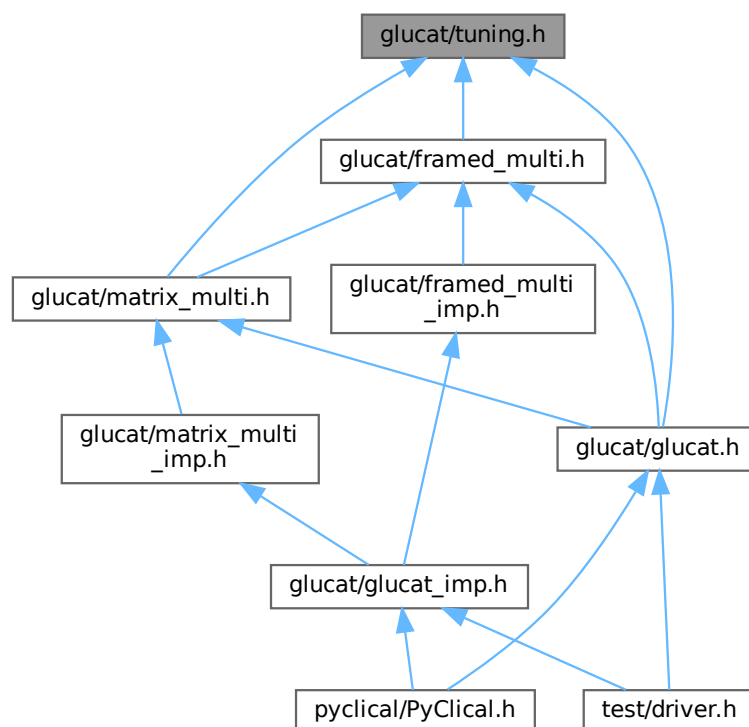 glucat/tuning.h
glucat/framed_multi.h
glucat/matrix_multi.h
glucat/framed_multi
_imp.h
glucat/matrix_multi
_imp.h
glucat/glucat.h
glucat/glucat_imp.h
pyclical/PyClical.h
test/driver.h